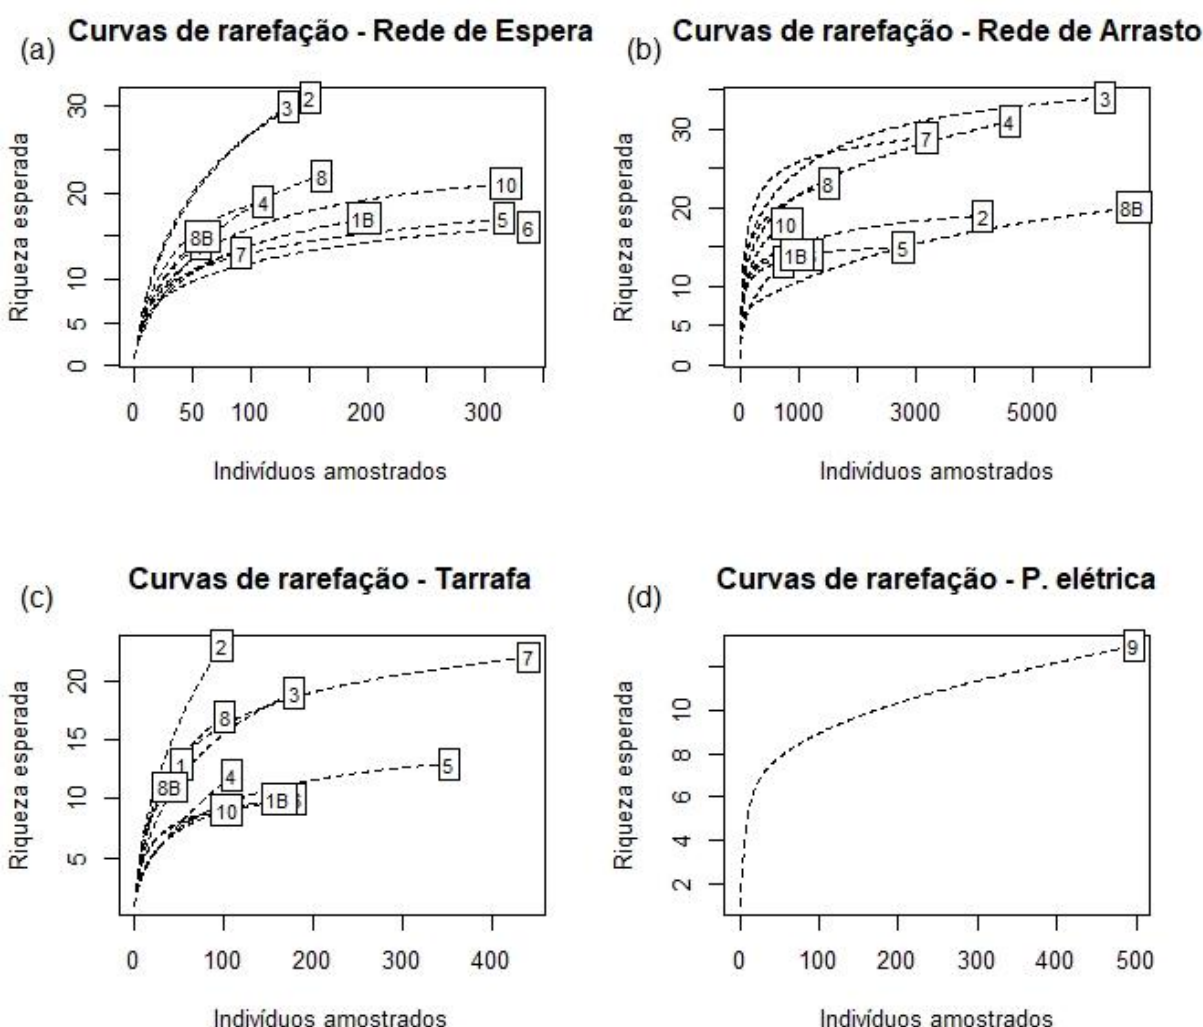 (a) Curvas de rarefação - Rede de Espera
Riqueza esperada
30
20
10
5
0
2
3
8
4
8B
7
1B
10
5
6
0 50 100 200 300
Indivíduos amostrados
(b) Curvas de rarefação - Rede de Arrasto
Riqueza esperada
30
20
10
5
0
3
4
7
8
10
2
8B
1B
5
0 1000 3000 5000
Indivíduos amostrados
(c) Curvas de rarefação - Tarrafa
Riqueza esperada
20
15
10
5
2
7
3
8
1
8B
4
5
1B
10
0 100 200 300 400
Indivíduos amostrados
(d) Curvas de rarefação - P. elétrica
Riqueza esperada
10
8
6
4
2
9
0 100 200 300 400 500
Indivíduos amostrados